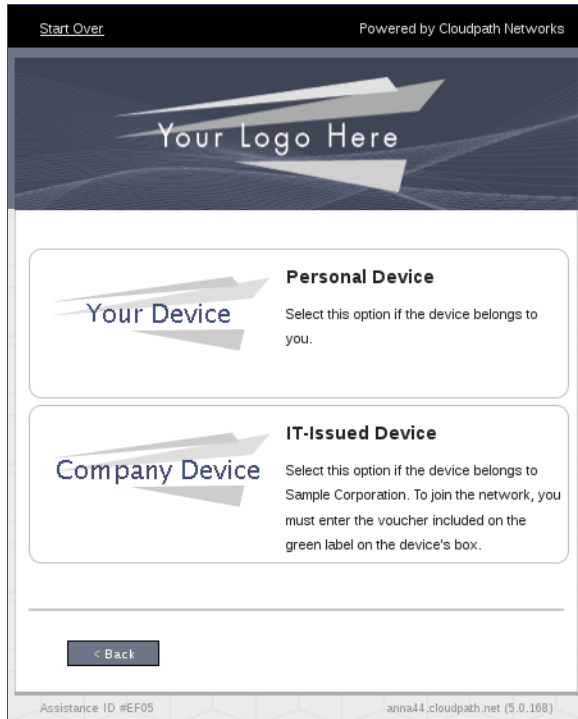 Start Over
Powered by Cloudpath Networks
Your Logo Here
Your Device
Personal Device
Select this option if the device belongs to
you.
Company Device
IT-Issued Device
Select this option if the device belongs to
Sample Corporation. To join the network, you
must enter the voucher included on the
green label on the device's box.
< Back
Assistance ID #EF05
anna44.cloudpath.net (5.0.168)